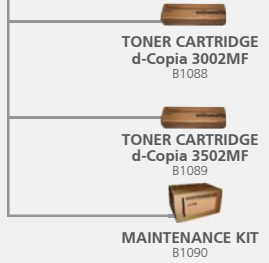 TONER CARTRIDGE
d-Copia 3002MF
B1088
TONER CARTRIDGE
d-Copia 3502MF
B1089
MAINTENANCE KIT
B1090